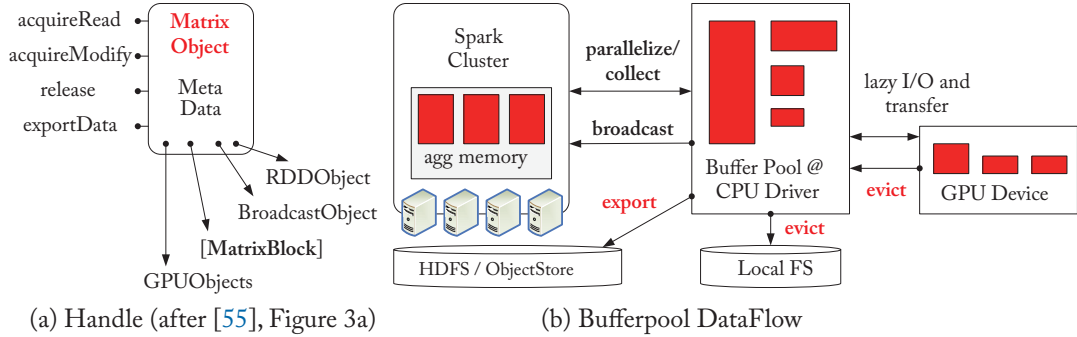 acquireRead
acquireModify
release
exportData
Matrix
Object
Meta
Data
RDDObject
BroadcastObject
[MatrixBlock]
GPUObjects
(a) Handle (after [55], Figure 3a)
Spark
Cluster
agg memory
parallelize/
collect
broadcast
export
HDFS / ObjectStore
Buffer Pool @
CPU Driver
evict
Local FS
lazy I/O and
transfer
evict
GPU Device
(b) Bufferpool DataFlow